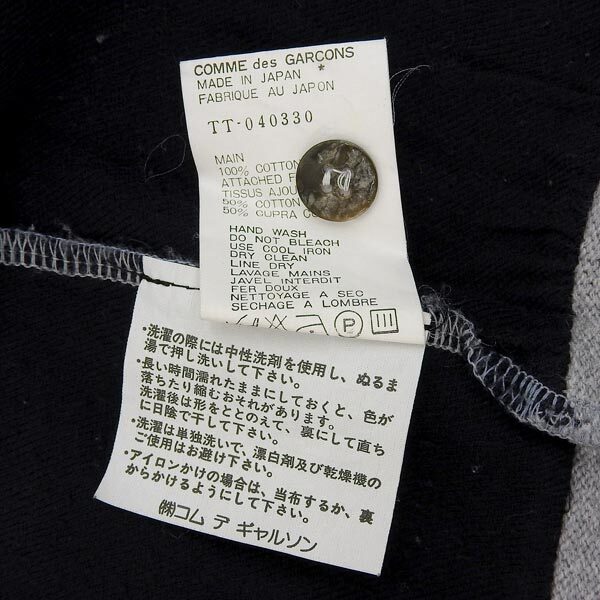 COMME des GARCONS
MADE IN JAPAN *
FABRIQUE AU JAPON
TT-040330
MAIN
100% COTTON
ATTACHED
TISSUS AJOU
50% COTTON
50% CUPRA
HAND WASH
DO NOT BLEACH
USE COOL IRON
DRY CLEAN
LINE DRY
LAVAGE MAINS
JAVEL INTERDIT
FER DOUX
NETTOYAGE A SEC
SECHAGE A LOMBRE
P
・洗濯の際には中性洗剤を使用し、ぬるま
湯で押し洗いして下さい。
・長い時間濡れたままにしておくと、色が
落ちたり縮むおそれがあります。
洗濯後は形をととのえて、裏にして直ち
に日陰で干して下さい。
・洗濯は単独洗いで、漂白剤及び乾燥機の
ご使用はお避け下さい。
・アイロンかけの場合は、当布するか、裏
からかけるようにして下さい。
㈱コム デ ギャルソン